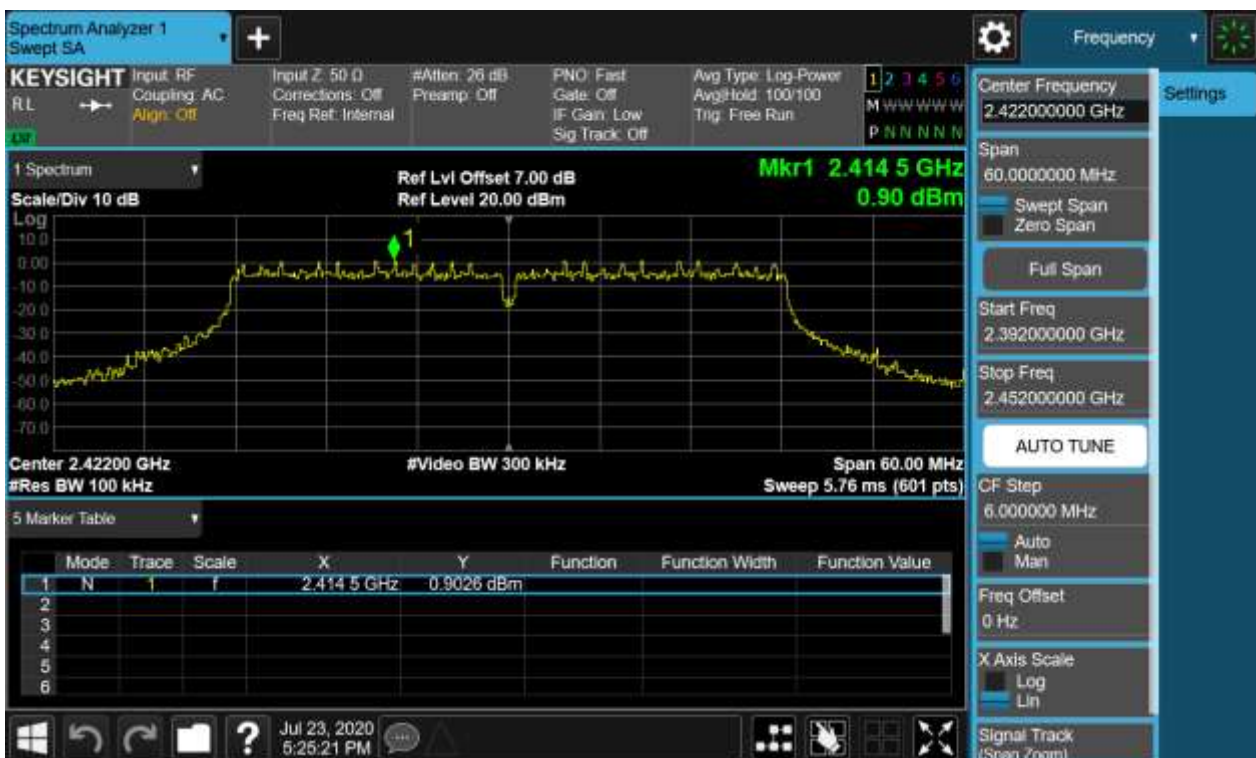 Spectrum Analyzer 1
Swept SA
Frequency
KEYSIGHT
RL
Input: RF
Coupling: AC
Align: Off
Input Z: 50 Ω
Corrections: Off
Freq Ref: Internal
#Atten: 26 dB
Preamp: Off
PNO: Fast
Gate: Off
IF Gain: Low
Sig Track: Off
Avg Type: Log-Power
Avg|Hold: 100/100
Trig: Free Run
1 2 3 4 5 6
M W W W W W
P N N N N N
1 Spectrum
Scale/Div 10 dB
Ref Lvl Offset 7.00 dB
Ref Level 20.00 dBm
Mkr1 2.414 5 GHz
0.90 dBm
Log
10.0
0.00
-10.0
-20.0
-30.0
-40.0
-50.0
-60.0
-70.0
1
Center 2.42200 GHz
#Res BW 100 kHz
#Video BW 300 kHz
Span 60.00 MHz
Sweep 5.76 ms (601 pts)
5 Marker Table
Mode Trace Scale X Y Function Function Width Function Value
1 N 1 f 2.414 5 GHz 0.9026 dBm
2
3
4
5
6
?
Jul 23, 2020
5:25:21 PM
Center Frequency
2.422000000 GHz
Settings
Span
60.0000000 MHz
Swept Span
Zero Span
Full Span
Start Freq
2.392000000 GHz
Stop Freq
2.452000000 GHz
AUTO TUNE
CF Step
6.000000 MHz
Auto
Man
Freq Offset
0 Hz
X Axis Scale
Log
Lin
Signal Track
(Span Zoom)